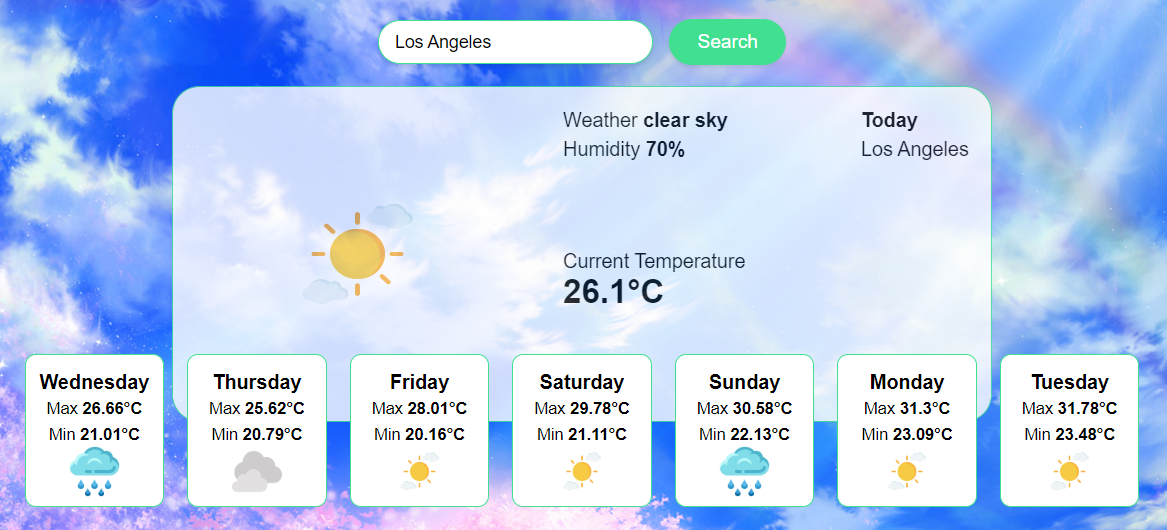 Los Angeles
Search
Weather clear sky
Humidity 70%
Today
Los Angeles
Current Temperature
26.1°C
Wednesday
Max 26.66°C
Min 21.01°C
Thursday
Max 25.62°C
Min 20.79°C
Friday
Max 28.01°C
Min 20.16°C
Saturday
Max 29.78°C
Min 21.11°C
Sunday
Max 30.58°C
Min 22.13°C
Monday
Max 31.3°C
Min 23.09°C
Tuesday
Max 31.78°C
Min 23.48°C